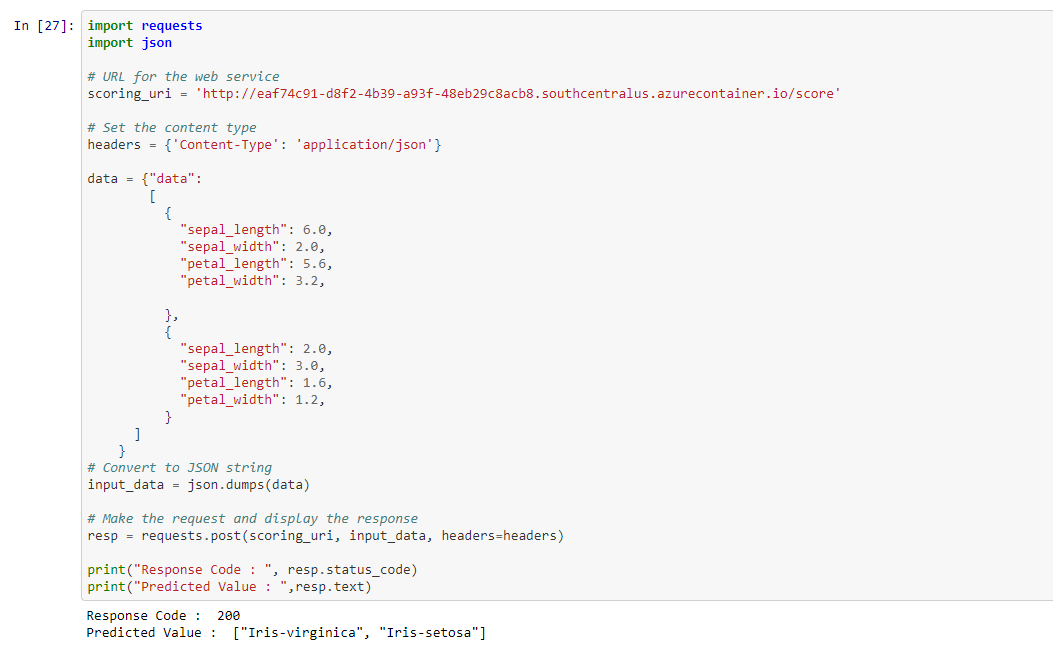 In [27]: import requests
import json
# URL for the web service
scoring_uri = 'http://eaf74c91-d8f2-4b39-a93f-48eb29c8acb8.southcentralus.azurecontainer.io/score'
# Set the content type
headers = {'Content-Type': 'application/json'}
data = {"data":
[
{
"sepal_length": 6.0,
"sepal_width": 2.0,
"petal_length": 5.6,
"petal_width": 3.2,
},
{
"sepal_length": 2.0,
"sepal_width": 3.0,
"petal_length": 1.6,
"petal_width": 1.2,
}
]
}
# Convert to JSON string
input_data = json.dumps(data)
# Make the request and display the response
resp = requests.post(scoring_uri, input_data, headers=headers)
print("Response Code : ", resp.status_code)
print("Predicted Value : ",resp.text)
Response Code :  200
Predicted Value :  ["Iris-virginica", "Iris-setosa"]